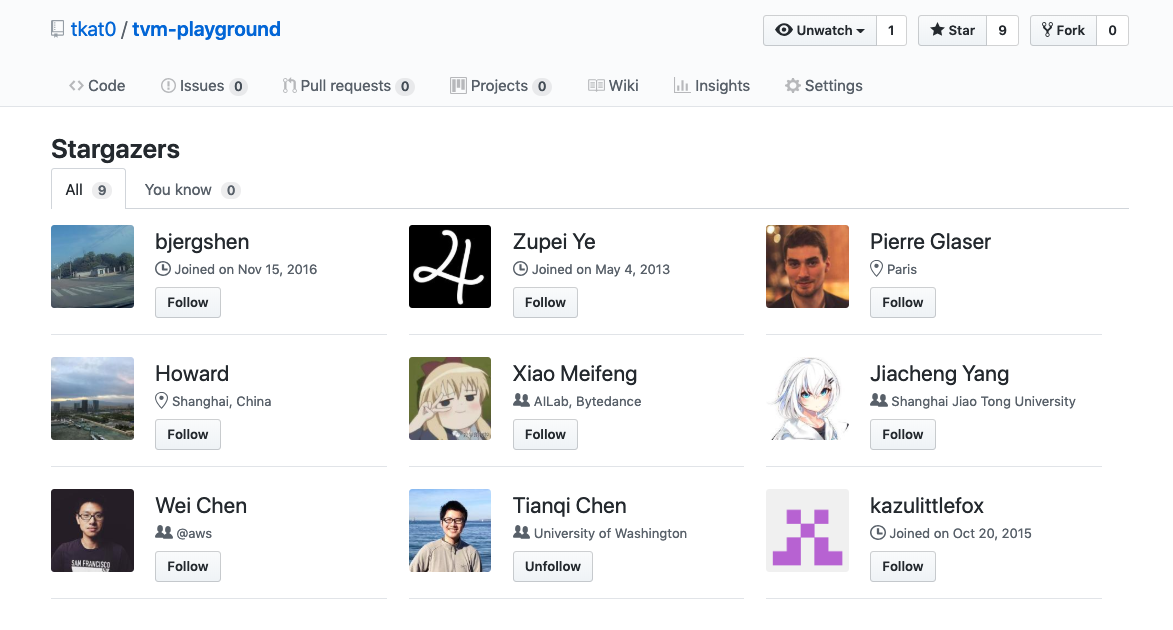 tkat0 / tvm-playground
Unwatch 1 Star 9 Fork 0
Code Issues 0 Pull requests 0 Projects 0 Wiki Insights Settings
Stargazers
All 9 You know 0
bjergshen
Joined on Nov 15, 2016
Follow
Zupei Ye
Joined on May 4, 2013
Follow
Pierre Glaser
Paris
Follow
Howard
Shanghai, China
Follow
Xiao Meifeng
AILab, Bytedance
Follow
Jiacheng Yang
Shanghai Jiao Tong University
Follow
SAN FRANCISCO
Wei Chen
@aws
Follow
Tianqi Chen
University of Washington
Unfollow
kazulittlefox
Joined on Oct 20, 2015
Follow